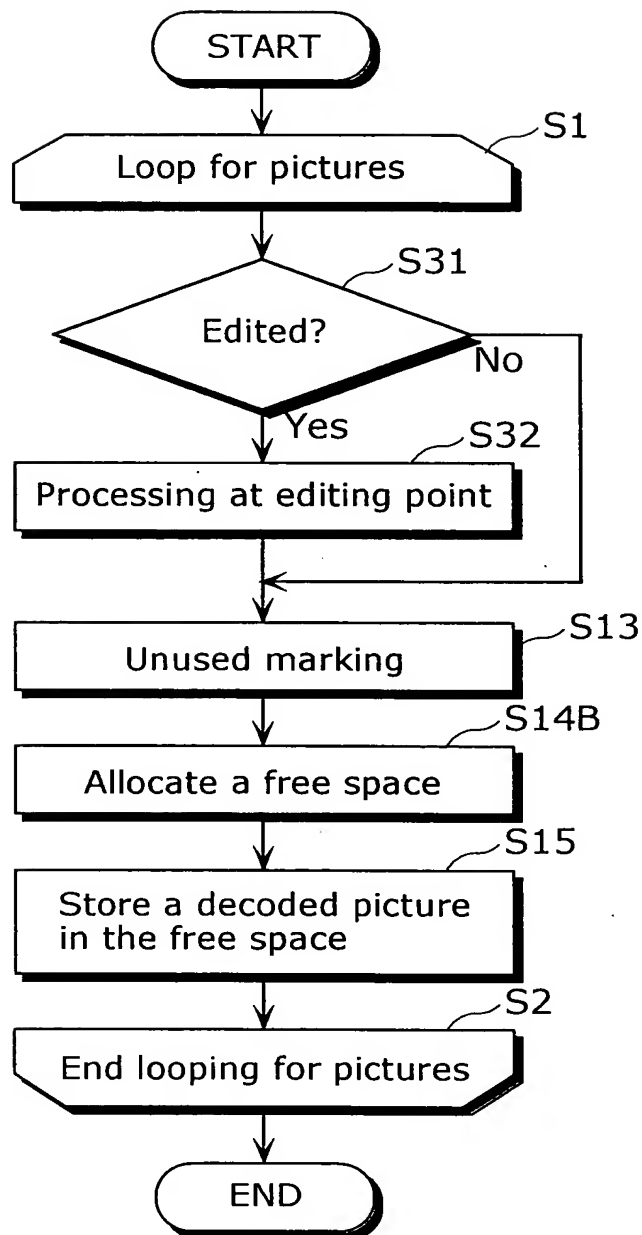 START
S1
Loop for pictures
S31
Edited?
No
Yes
S32
Processing at editing point
S13
Unused marking
S14B
Allocate a free space
S15
Store a decoded picture
in the free space
S2
End looping for pictures
END